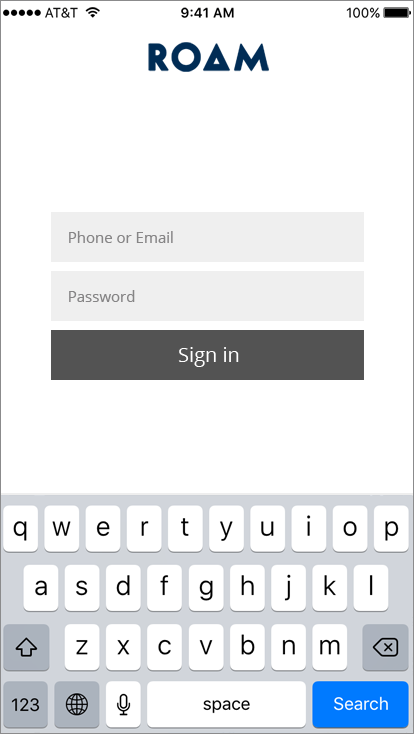 AT&T 9:41 AM 100%
ROAM
Phone or Email
Password
Sign in
q w e r t y u i o p
a s d f g h j k l
z x c v b n m
123 space Search